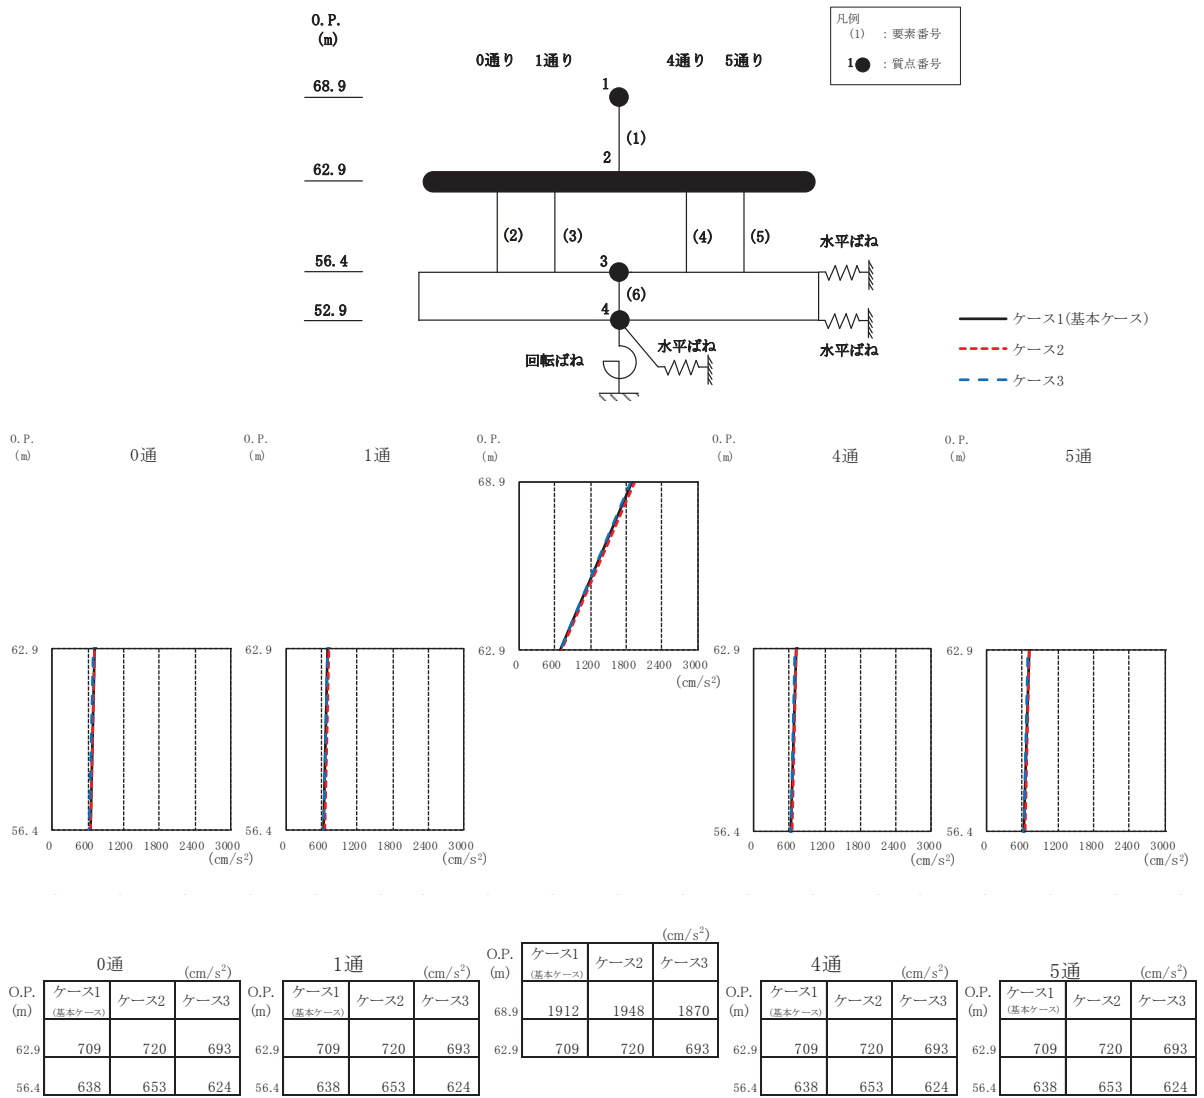 O.P.
(m)
0通り 1通り 4通り 5通り
凡例
(1) : 要素番号
1 : 質点番号
68.9
1
(1)
2
62.9
(2) (3) (4) (5)
水平ばね
56.4
3
(6)
52.9
4
水平ばね
水平ばね
回転ばね
ケース1(基本ケース)
ケース2
ケース3
O.P.
(m)
0通
62.9
56.4
0 600 1200 1800 2400 3000
(cm/s²)
O.P.
(m)
1通
62.9
56.4
0 600 1200 1800 2400 3000
(cm/s²)
O.P.
(m)
68.9
62.9
0 600 1200 1800 2400 3000
(cm/s²)
O.P.
(m)
4通
62.9
56.4
0 600 1200 1800 2400 3000
(cm/s²)
O.P.
(m)
5通
62.9
56.4
0 600 1200 1800 2400 3000
(cm/s²)
0通 (cm/s²)
O.P.
(m)
ケース1
(基本ケース)
ケース2 ケース3
62.9 709 720 693
56.4 638 653 624
1通 (cm/s²)
O.P.
(m)
ケース1
(基本ケース)
ケース2 ケース3
62.9 709 720 693
56.4 638 653 624
(cm/s²)
O.P.
(m)
ケース1
(基本ケース)
ケース2 ケース3
68.9 1912 1948 1870
62.9 709 720 693
4通 (cm/s²)
O.P.
(m)
ケース1
(基本ケース)
ケース2 ケース3
62.9 709 720 693
56.4 638 653 624
5通 (cm/s²)
O.P.
(m)
ケース1
(基本ケース)
ケース2 ケース3
62.9 709 720 693
56.4 638 653 624